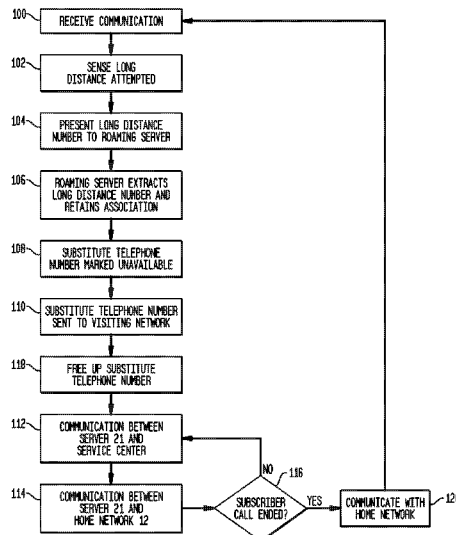 100
RECEIVE COMMUNICATION
102
SENSE LONG
DISTANCE ATTEMPTED
104
PRESENT LONG DISTANCE
NUMBER TO ROAMING SERVER
106
ROAMING SERVER EXTRACTS
LONG DISTANCE NUMBER AND
RETAINS ASSOCIATION
108
SUBSTITUTE TELEPHONE
NUMBER MARKED UNAVAILABLE
110
SUBSTITUTE TELEPHONE NUMBER
SENT TO VISITING NETWORK
118
FREE UP SUBSTITUTE
TELEPHONE NUMBER
112
COMMUNICATION BETWEEN
SERVER 21 AND
SERVICE CENTER
114
COMMUNICATION BETWEEN
SERVER 21 AND
HOME NETWORK 12
NO
116
SUBSCRIBER
CALL ENDED?
YES
COMMUNICATE WITH
HOME NETWORK